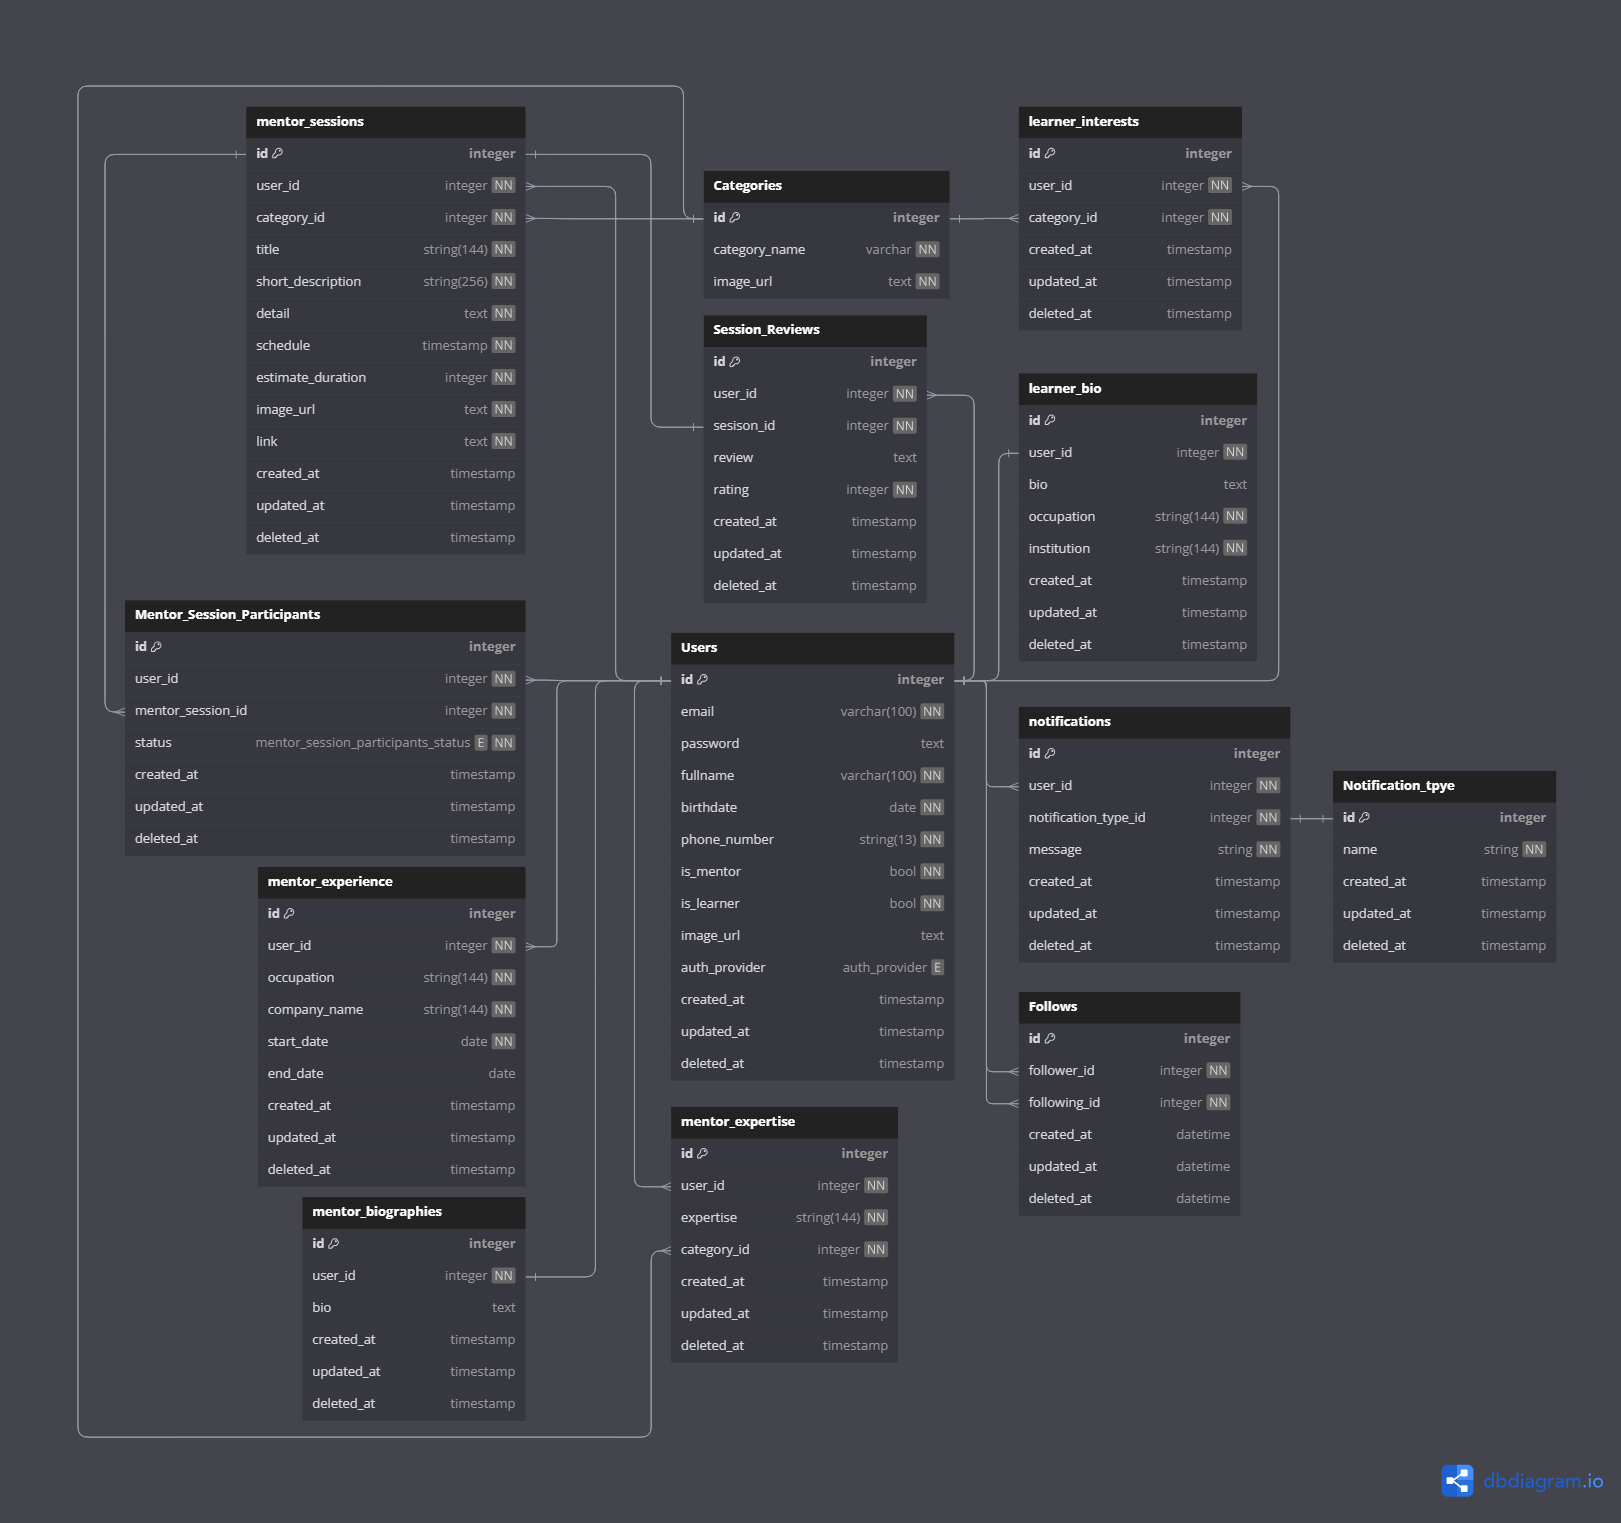 mentor_sessions
id integer
user_id integer NN
category_id integer NN
title string(144) NN
short_description string(256) NN
detail text NN
schedule timestamp NN
estimate_duration integer NN
image_url text NN
link text NN
created_at timestamp
updated_at timestamp
deleted_at timestamp
Categories
id integer
category_name varchar NN
image_url text NN
learner_interests
id integer
user_id integer NN
category_id integer NN
created_at timestamp
updated_at timestamp
deleted_at timestamp
Session_Reviews
id integer
user_id integer NN
sesison_id integer NN
review text
rating integer NN
created_at timestamp
updated_at timestamp
deleted_at timestamp
learner_bio
id integer
user_id integer NN
bio text
occupation string(144) NN
institution string(144) NN
created_at timestamp
updated_at timestamp
deleted_at timestamp
Mentor_Session_Participants
id integer
user_id integer NN
mentor_session_id integer NN
status mentor_session_participants_status E NN
created_at timestamp
updated_at timestamp
deleted_at timestamp
Users
id integer
email varchar(100) NN
password text
fullname varchar(100) NN
birthdate date NN
phone_number string(13) NN
is_mentor bool NN
is_learner bool NN
image_url text
auth_provider auth_provider E
created_at timestamp
updated_at timestamp
deleted_at timestamp
notifications
id integer
user_id integer NN
notification_type_id integer NN
message string NN
created_at timestamp
updated_at timestamp
deleted_at timestamp
Notification_tpye
id integer
name string NN
created_at timestamp
updated_at timestamp
deleted_at timestamp
mentor_experience
id integer
user_id integer NN
occupation string(144) NN
company_name string(144) NN
start_date date NN
end_date date
created_at timestamp
updated_at timestamp
deleted_at timestamp
Follows
id integer
follower_id integer NN
following_id integer NN
created_at datetime
updated_at datetime
deleted_at datetime
mentor_expertise
id integer
user_id integer NN
expertise string(144) NN
category_id integer NN
created_at timestamp
updated_at timestamp
deleted_at timestamp
mentor_biographies
id integer
user_id integer NN
bio text
created_at timestamp
updated_at timestamp
deleted_at timestamp
dbdiagram.io